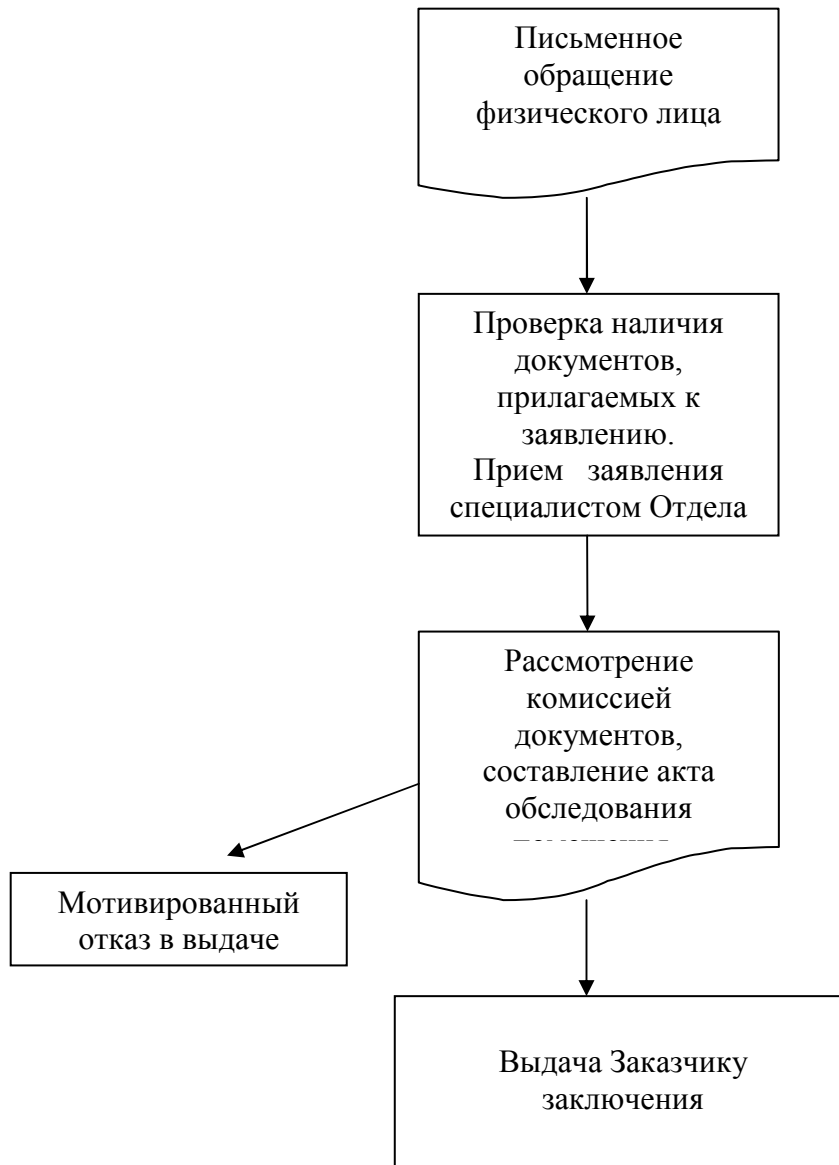 Письменное
обращение
физического лица
Проверка наличия
документов,
прилагаемых к
заявлению.
Прием заявления
специалистом Отдела
Рассмотрение
комиссией
документов,
составление акта
обследования
Мотивированный
отказ в выдаче
Выдача Заказчику
заключения